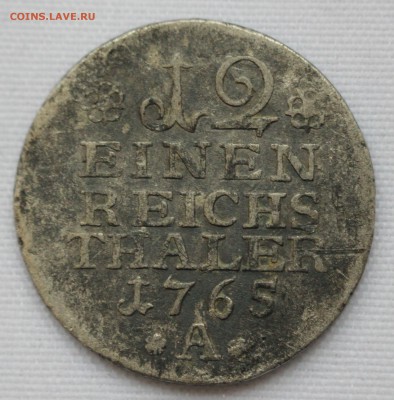 COINS.LAVE.RU
12
EINEN
REICHS
THALER
1765
A